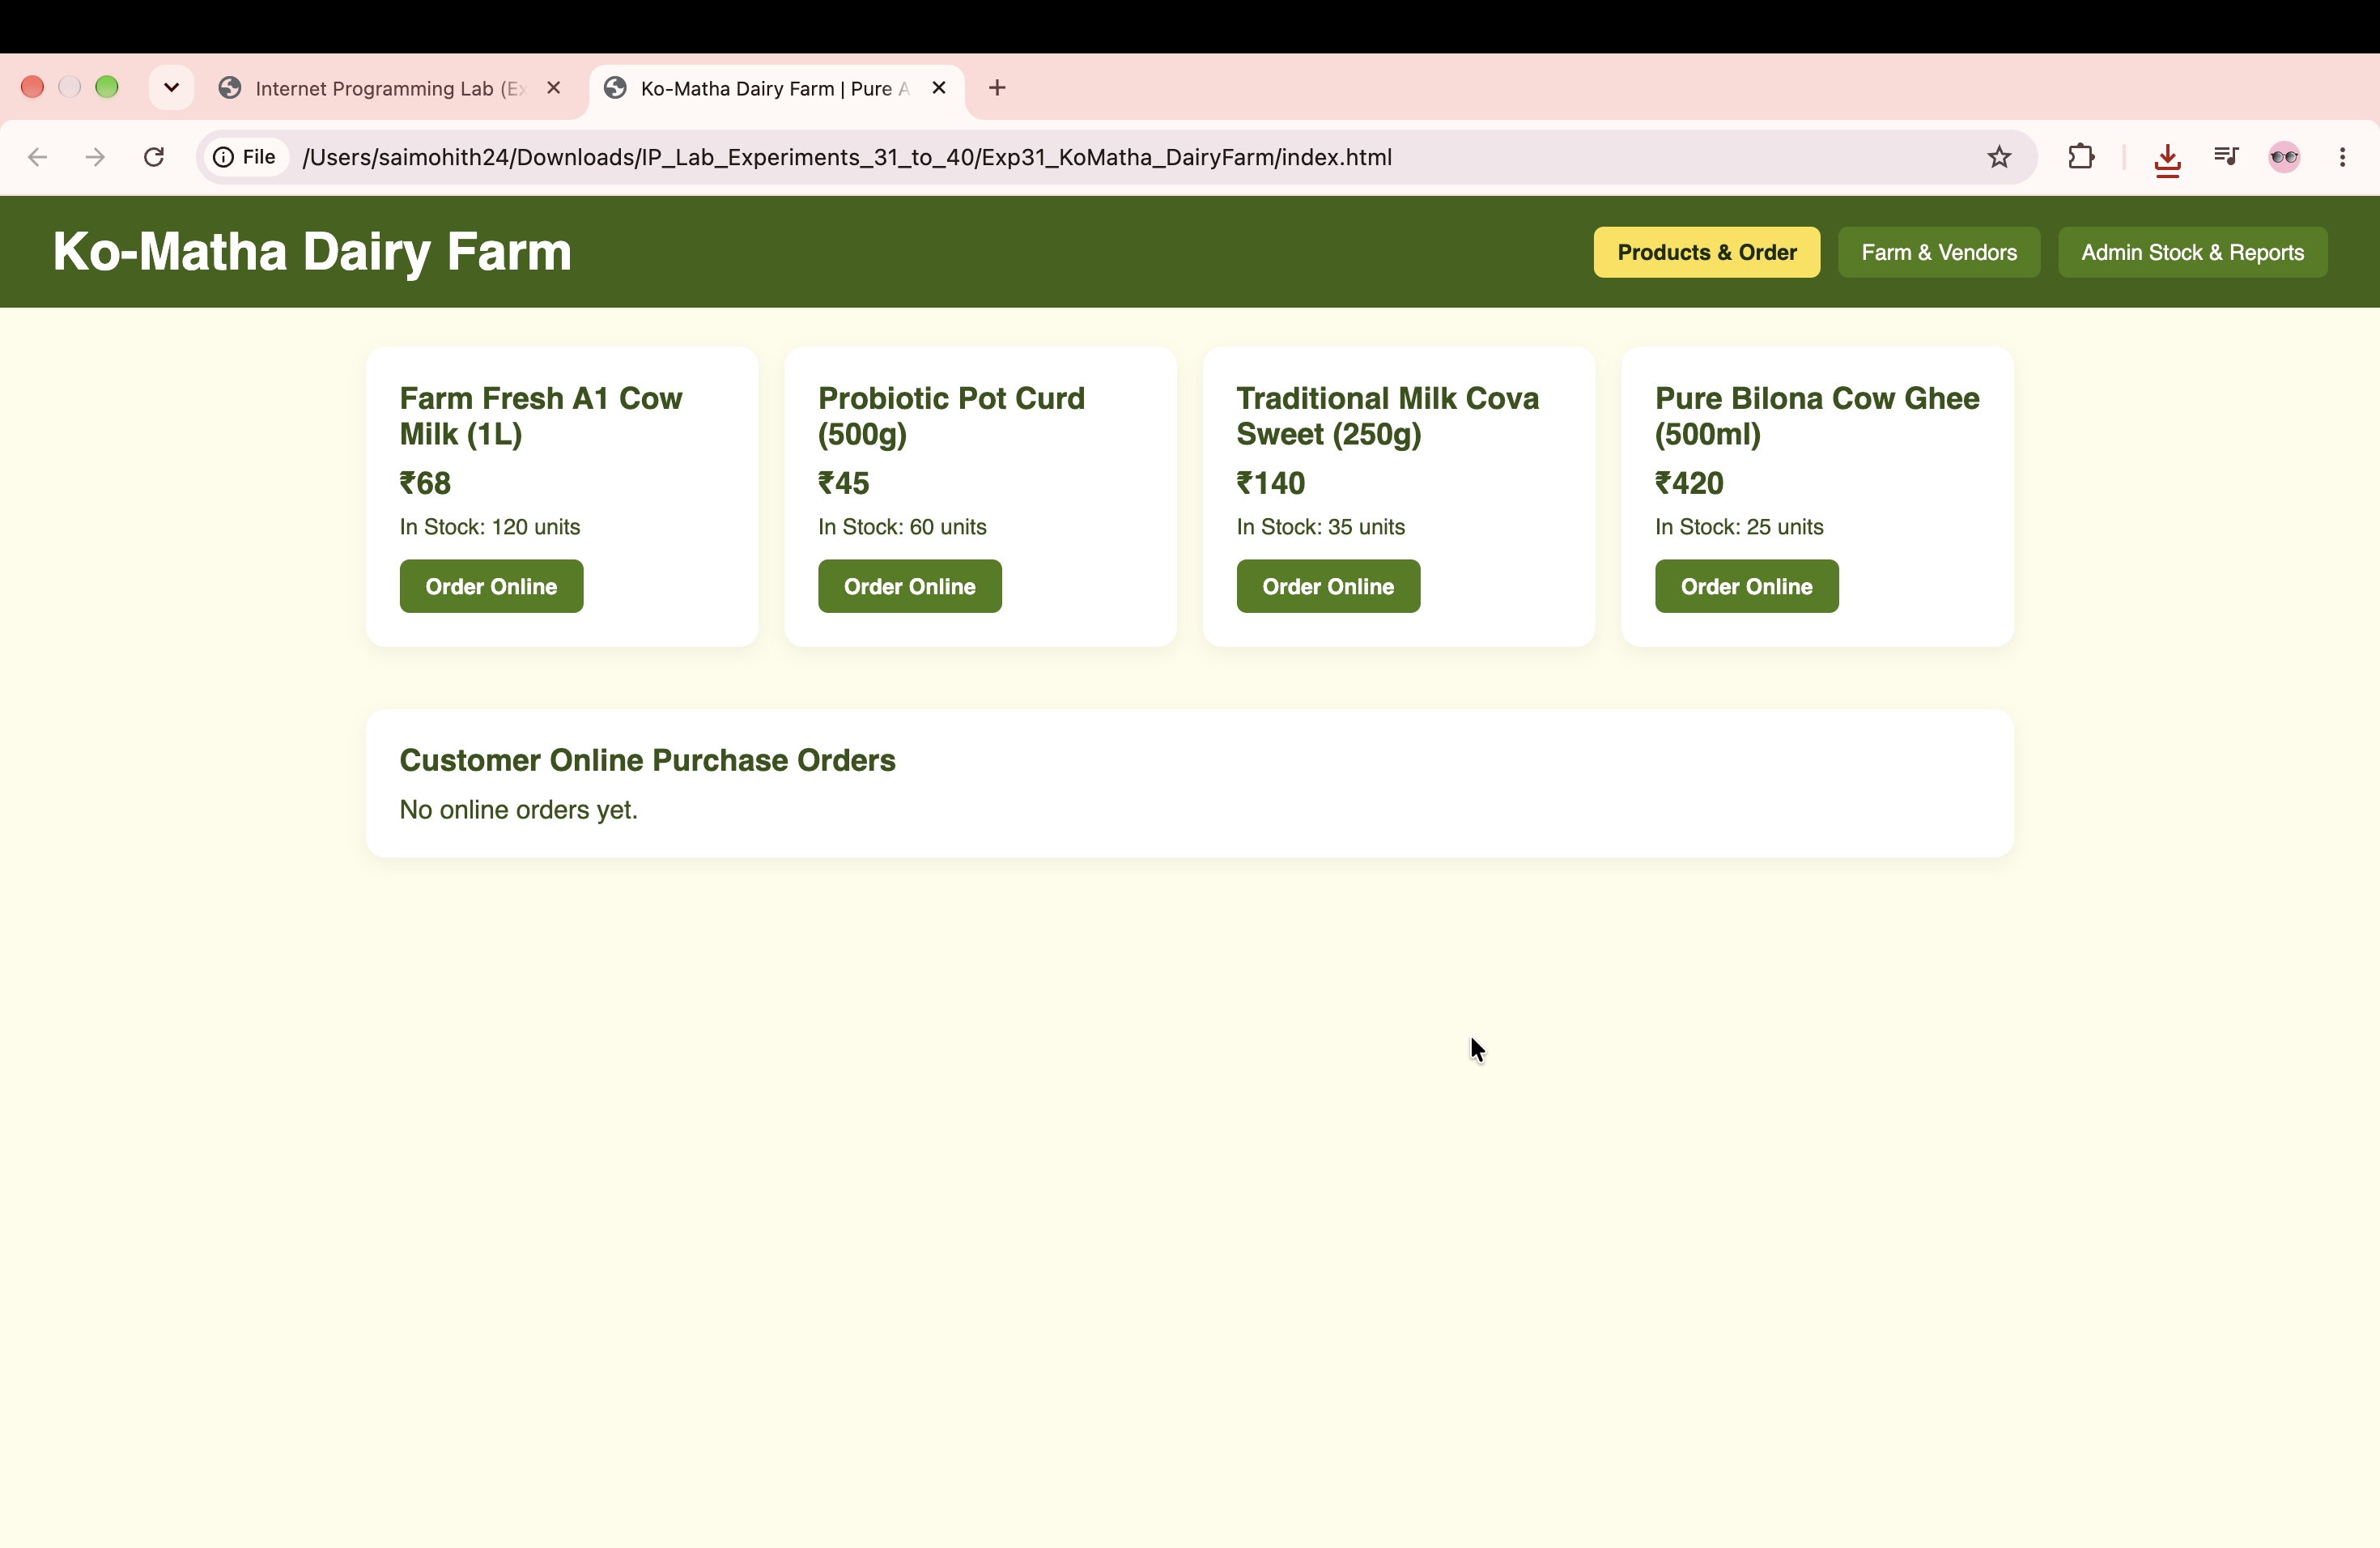 Internet Programming Lab (Ex
Ko-Matha Dairy Farm | Pure A
File
/Users/saimohith24/Downloads/IP_Lab_Experiments_31_to_40/Exp31_KoMatha_DairyFarm/index.html
Ko-Matha Dairy Farm
Products & Order
Farm & Vendors
Admin Stock & Reports
Farm Fresh A1 Cow
Milk (1L)
₹68
In Stock: 120 units
Order Online
Probiotic Pot Curd
(500g)
₹45
In Stock: 60 units
Order Online
Traditional Milk Cova
Sweet (250g)
₹140
In Stock: 35 units
Order Online
Pure Bilona Cow Ghee
(500ml)
₹420
In Stock: 25 units
Order Online
Customer Online Purchase Orders
No online orders yet.